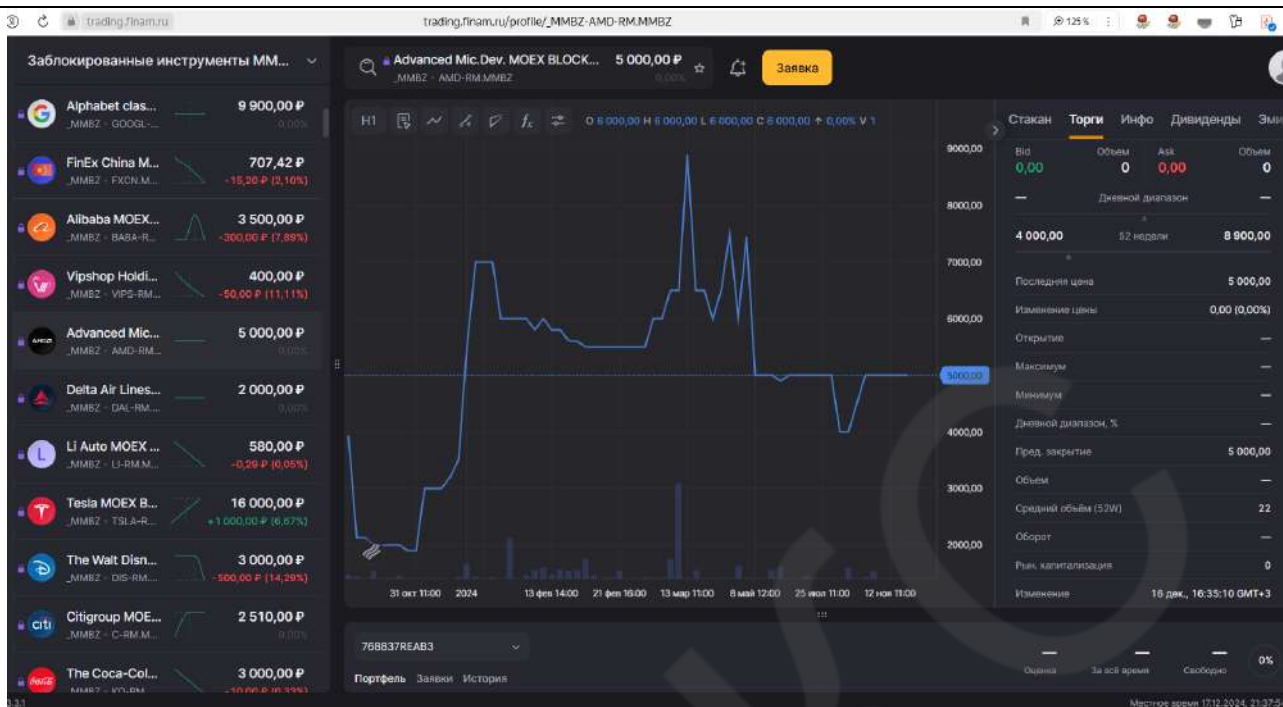 trading.finam.ru
trading.finam.ru/profile/_MMBZ-AMD-RM.MMBZ
125 %
Заблокированные инструменты MM...
Alphabet clas...
9 900,00 ₽
_MMBZ - GOOGL-...
0,00%
FinEx China M...
707,42 ₽
_MMBZ - FXCN.M...
-15,20 ₽ (2,10%)
Alibaba MOEX...
3 500,00 ₽
_MMBZ - BABA-R...
-300,00 ₽ (7,89%)
Vipshop Holdi...
400,00 ₽
_MMBZ - VIPS-RM...
-50,00 ₽ (11,11%)
Advanced Mic...
5 000,00 ₽
_MMBZ - AMD-RM...
0,00%
Delta Air Lines...
2 000,00 ₽
_MMBZ - DAL-RM...
0,00%
Li Auto MOEX ...
580,00 ₽
_MMBZ - LI-RM.M...
-0,29 ₽ (0,05%)
Tesla MOEX B...
16 000,00 ₽
_MMBZ - TSLA-R...
+1 000,00 ₽ (6,67%)
The Walt Disn...
3 000,00 ₽
_MMBZ - DIS-RM...
-500,00 ₽ (14,29%)
Citigroup MOE...
2 510,00 ₽
_MMBZ - C-RM.M...
0,00%
The Coca-Col...
3 000,00 ₽
_MMBZ - KO-RM
-10,00 ₽ (0,33%)
3.3.1
Advanced Mic.Dev. MOEX BLOCK...
5 000,00 ₽
_MMBZ - AMD-RM.MMBZ
0,00%
Заявка
H1
O 6 000,00 H 6 000,00 L 6 000,00 C 6 000,00 0,00% V 1
9000,00
8000,00
7000,00
6000,00
5000,00
4000,00
3000,00
2000,00
31 окт 11:00 2024 13 фев 14:00 21 фев 16:00 13 мар 11:00 8 май 12:00 25 июл 11:00 12 ноя 11:00
768837REAB3
Портфель Заявки История
Стакан Торги Инфо Дивиденды Эми
Bid Объем Ask Объем
0,00 0 0,00 0
— Дневной диапазон —
4 000,00 52 недели 8 900,00
Последняя цена 5 000,00
Изменение цены 0,00 (0,00%)
Открытие —
Максимум —
Минимум —
Дневной диапазон, % —
Пред. закрытие 5 000,00
Объем —
Средний объём (52W) 22
Оборот —
Рын. капитализация 0
Изменение 16 дек., 16:35:10 GMT+3
— — — 0%
Оценка За всё время Свободно
Местное время 17.12.2024, 21:37:5